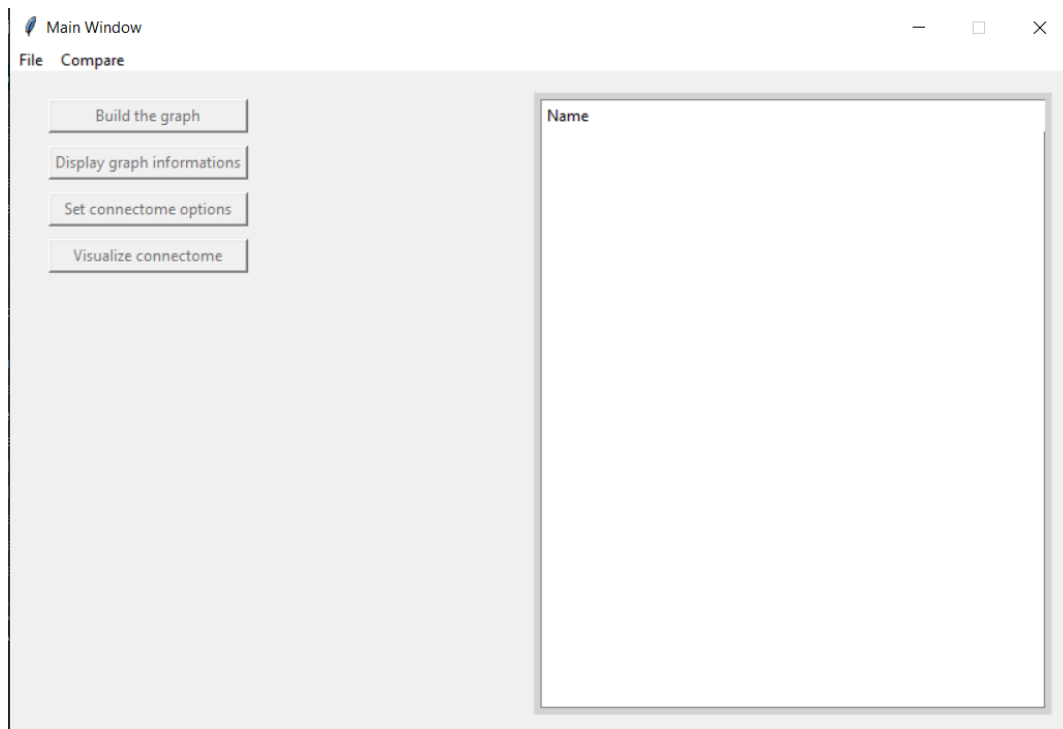 Main Window
File Compare
Build the graph
Display graph informations
Set connectome options
Visualize connectome
Name